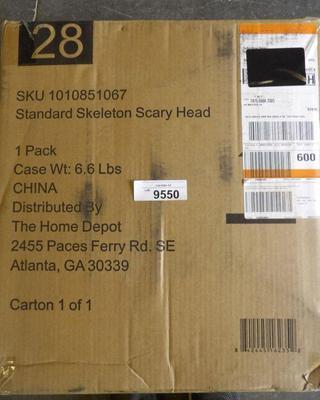 28
SKU 1010851067
Standard Skeleton Scary Head
1 Pack
Case Wt: 6.6 Lbs
CHINA
9550
Distributed By
The Home Depot
2455 Paces Ferry Rd. SE
Atlanta, GA 30339
Carton 1 of 1
H
600